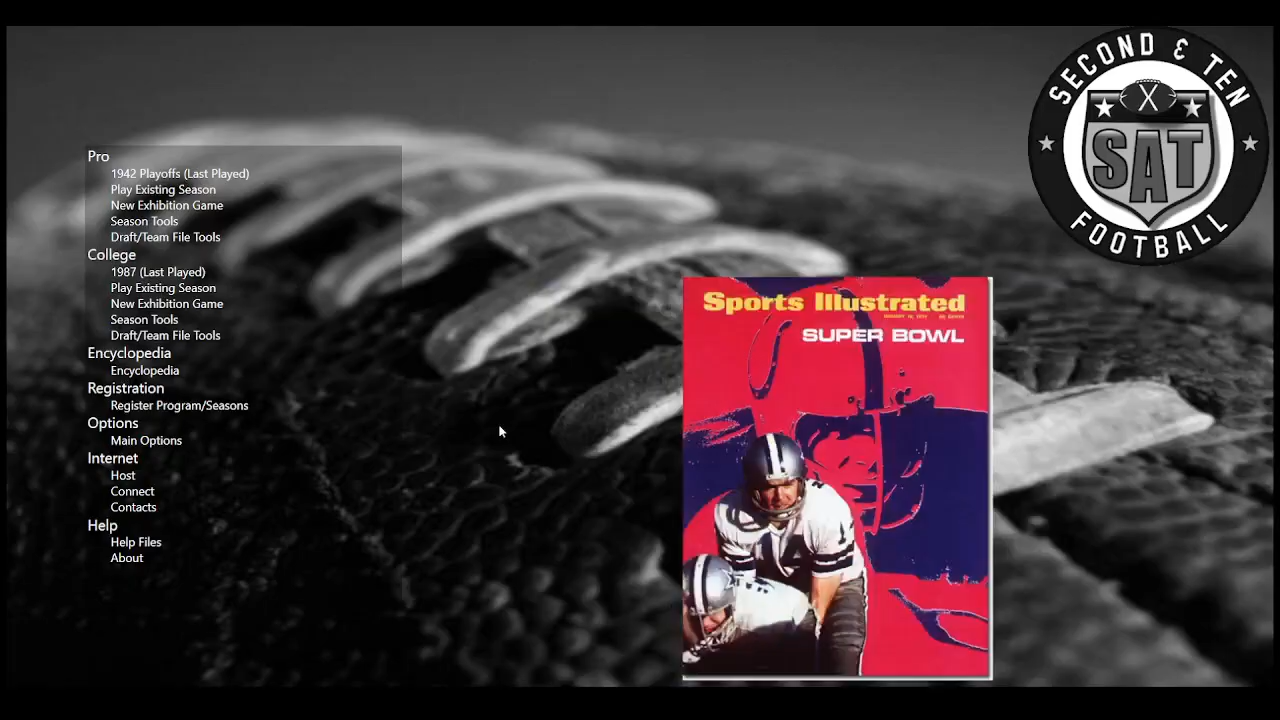 SECOND & TEN
X
SAT
FOOTBALL
Pro
1942 Playoffs (Last Played)
Play Existing Season
New Exhibition Game
Season Tools
Draft/Team File Tools
College
1987 (Last Played)
Play Existing Season
New Exhibition Game
Season Tools
Draft/Team File Tools
Encyclopedia
Encyclopedia
Registration
Register Program/Seasons
Options
Main Options
Internet
Host
Connect
Contacts
Help
Help Files
About
Sports Illustrated
SUPER BOWL
14